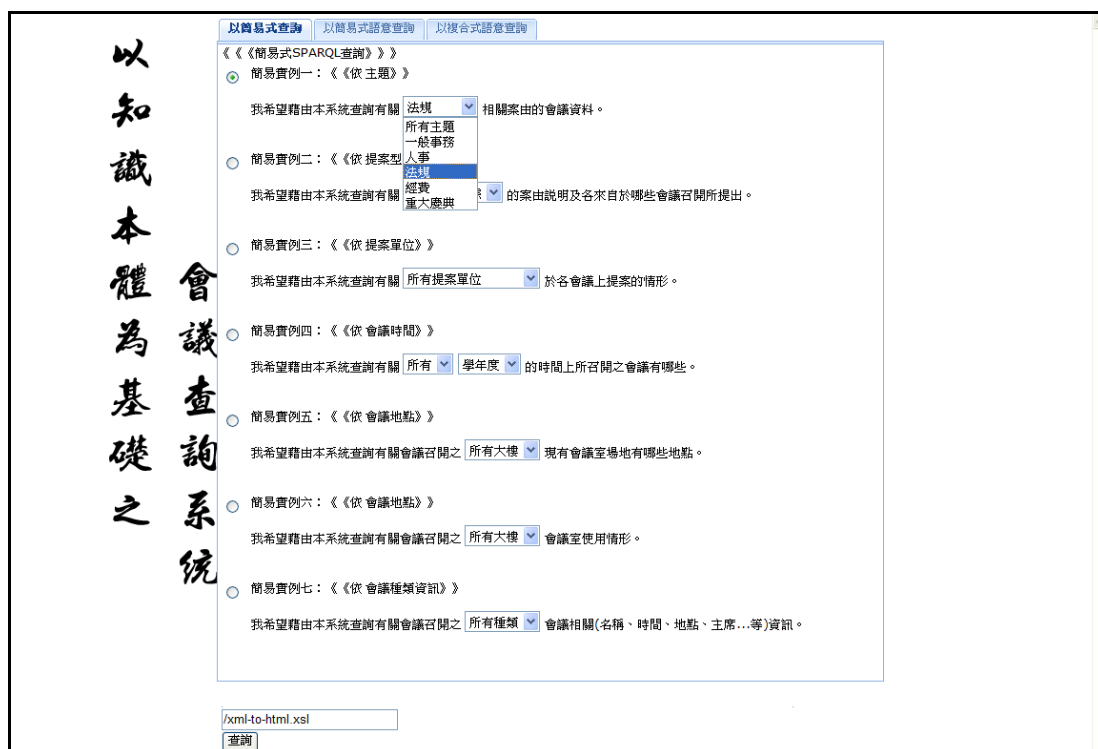 以知識本體為基礎之
會議查詢系統
以簡易式查詢 以簡易式語意查詢 以複合式語意查詢
《《《簡易式SPARQL查詢》》》
簡易實例一：《《依 主題》》
我希望藉由本系統查詢有關 法規 相關案由的會議資料。
所有主題
一般事務
人事
法規
經費
重大慶典
簡易實例二：《《依 提案型
我希望藉由本系統查詢有關 的案由說明及各來自於哪些會議召開所提出。
簡易實例三：《《依 提案單位》》
我希望藉由本系統查詢有關 所有提案單位 於各會議上提案的情形。
簡易實例四：《《依 會議時間》》
我希望藉由本系統查詢有關 所有 學年度 的時間上所召開之會議有哪些。
簡易實例五：《《依 會議地點》》
我希望藉由本系統查詢有關會議召開之 所有大樓 現有會議室場地有哪些地點。
簡易實例六：《《依 會議地點》》
我希望藉由本系統查詢有關會議召開之 所有大樓 會議室使用情形。
簡易實例七：《《依 會議種類資訊》》
我希望藉由本系統查詢有關會議召開之 所有種類 會議相關(名稱、時間、地點、主席...等)資訊。
/xml-to-html.xsl
查詢